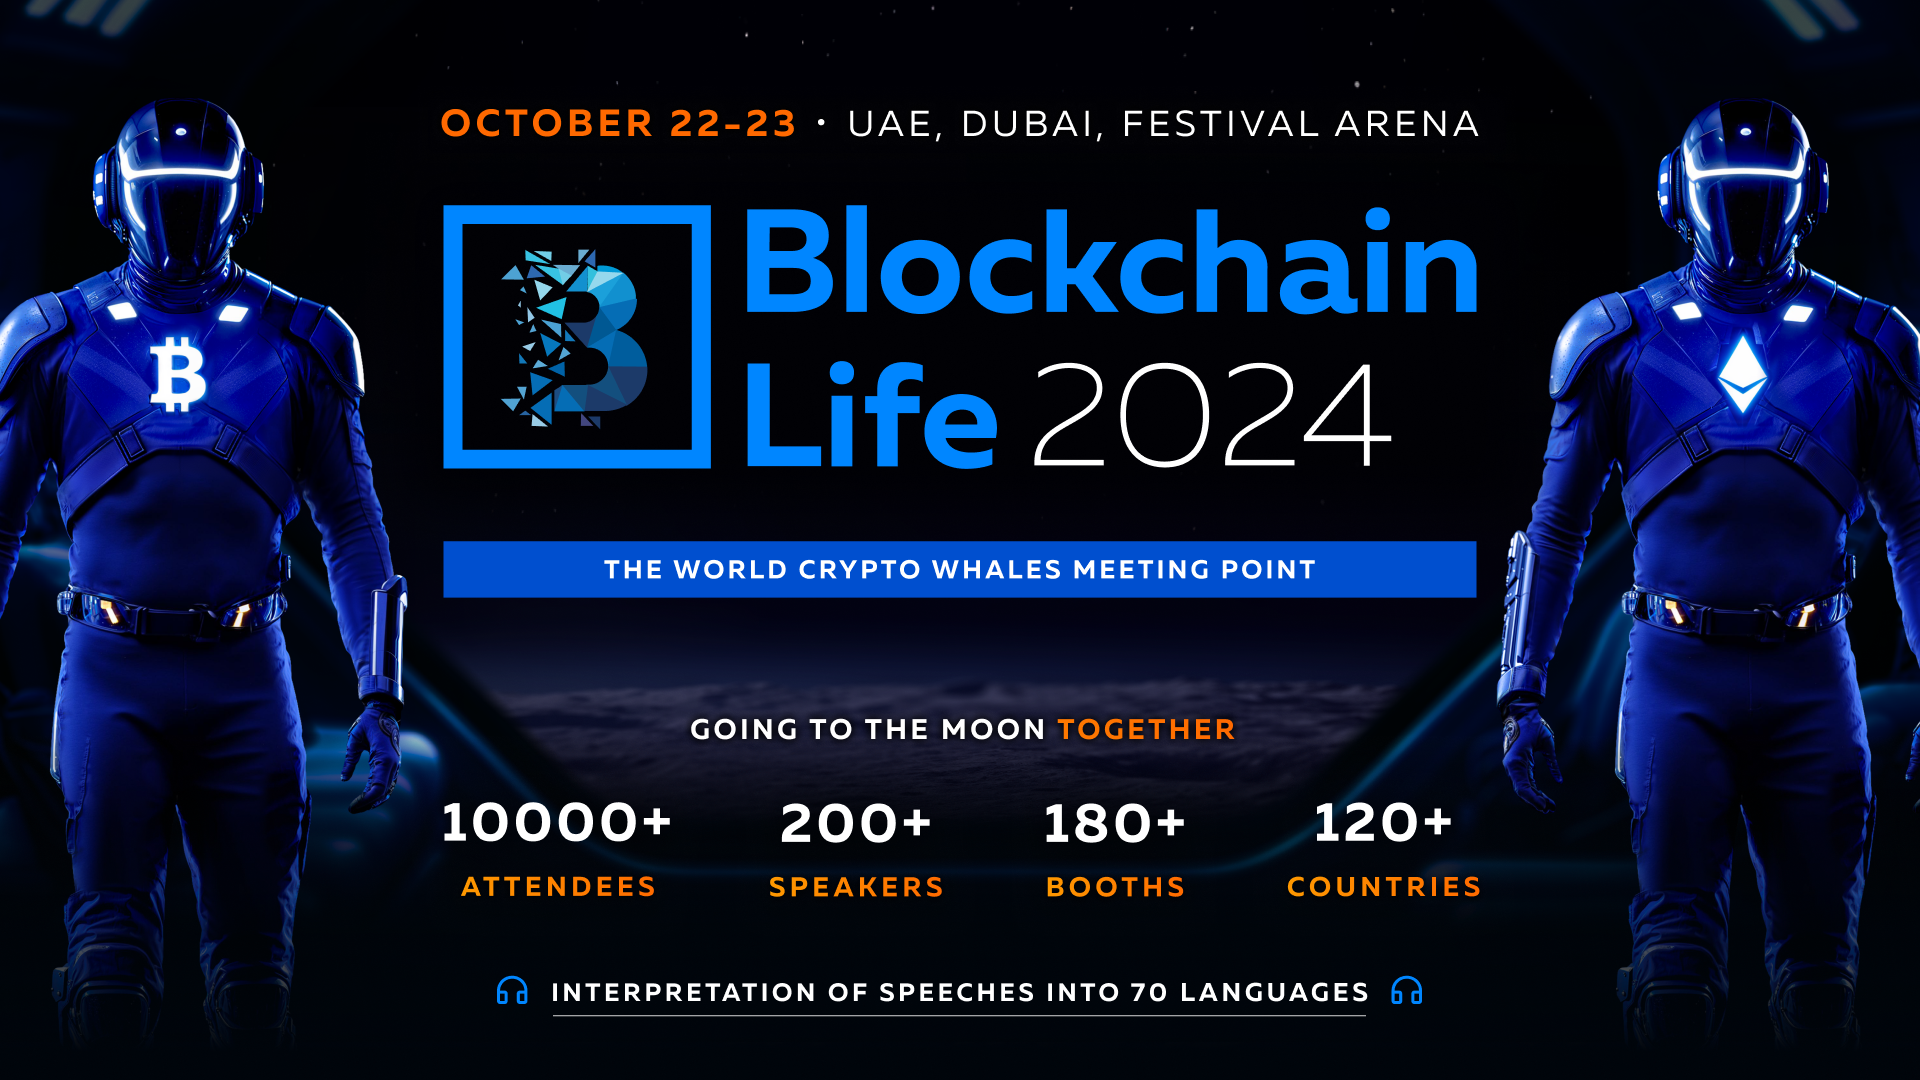 OCTOBER 22-23 · UAE, DUBAI, FESTIVAL ARENA
Blockchain
Life 2024
THE WORLD CRYPTO WHALES MEETING POINT
GOING TO THE MOON TOGETHER
10000+ 200+ 180+ 120+
ATTENDEES SPEAKERS BOOTHS COUNTRIES
INTERPRETATION OF SPEECHES INTO 70 LANGUAGES